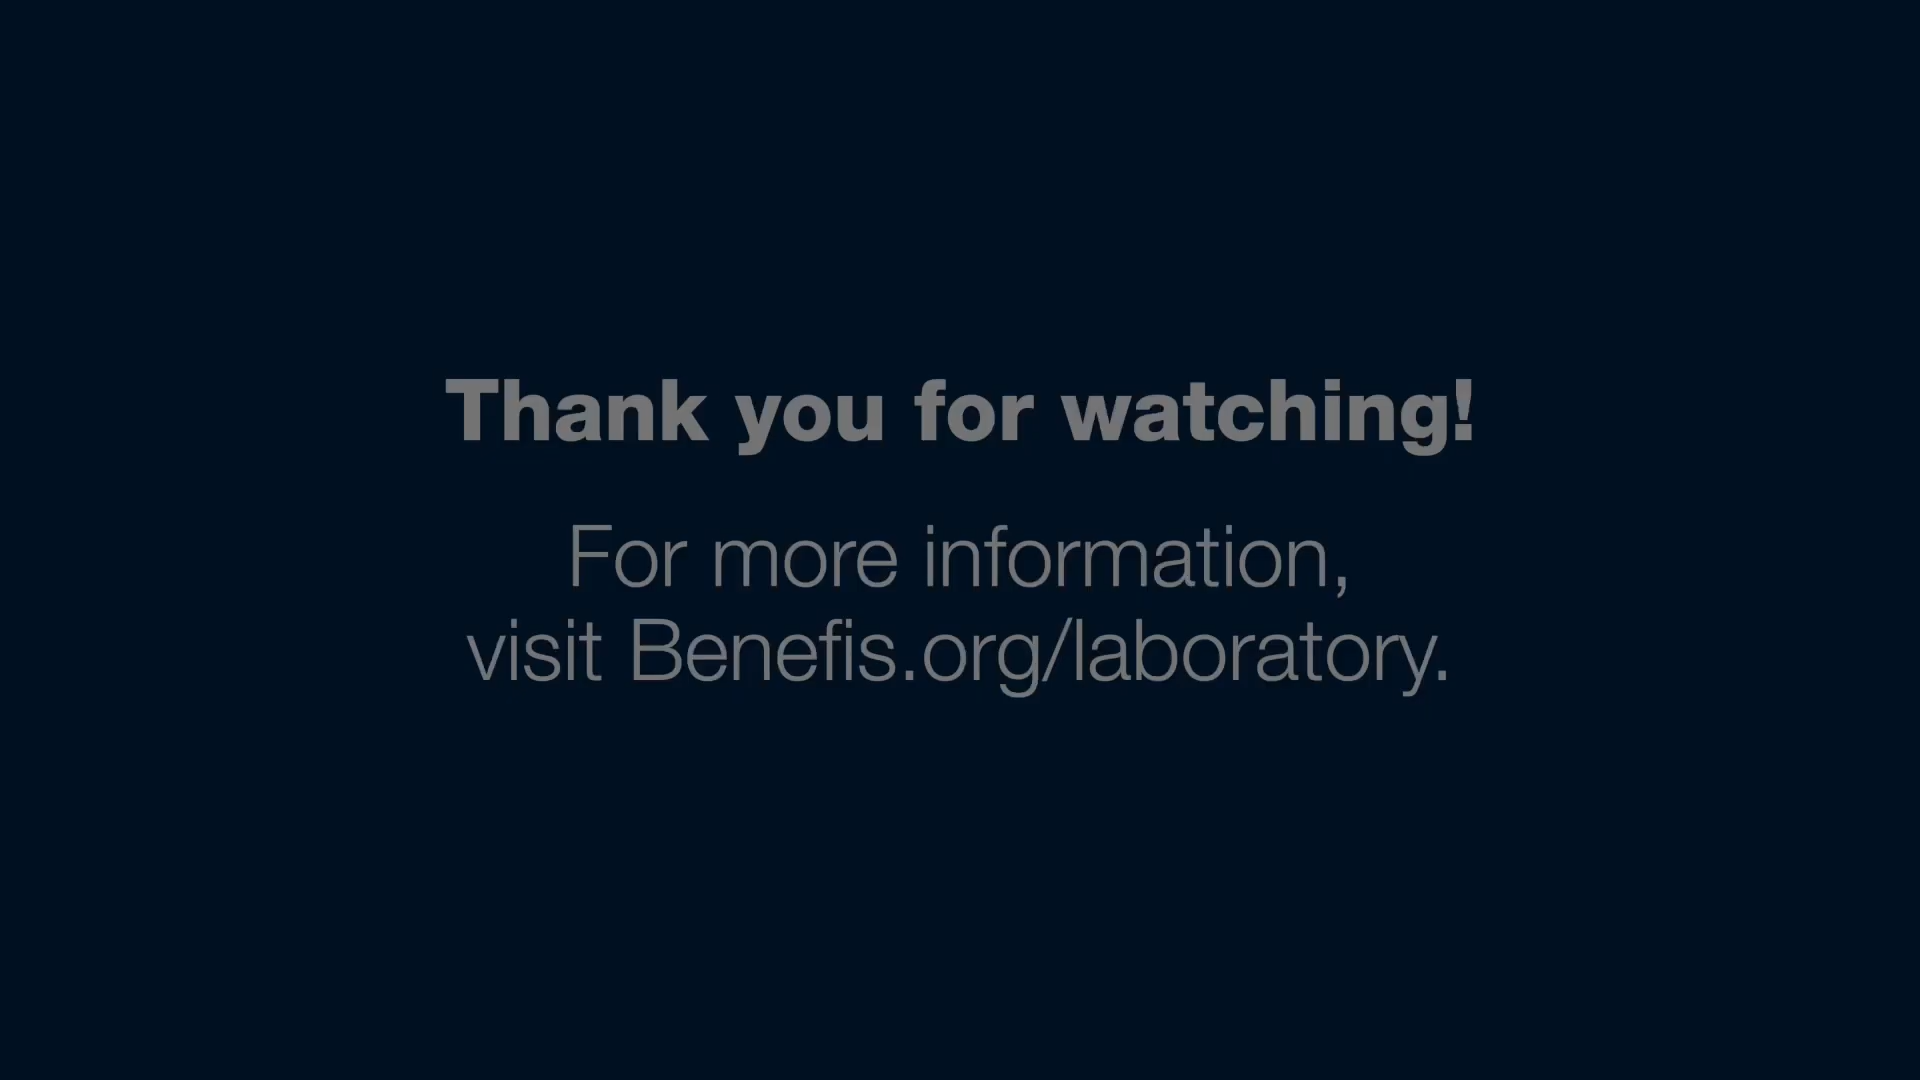 Thank you for watching!
For more information,
visit Benefis.org/laboratory.